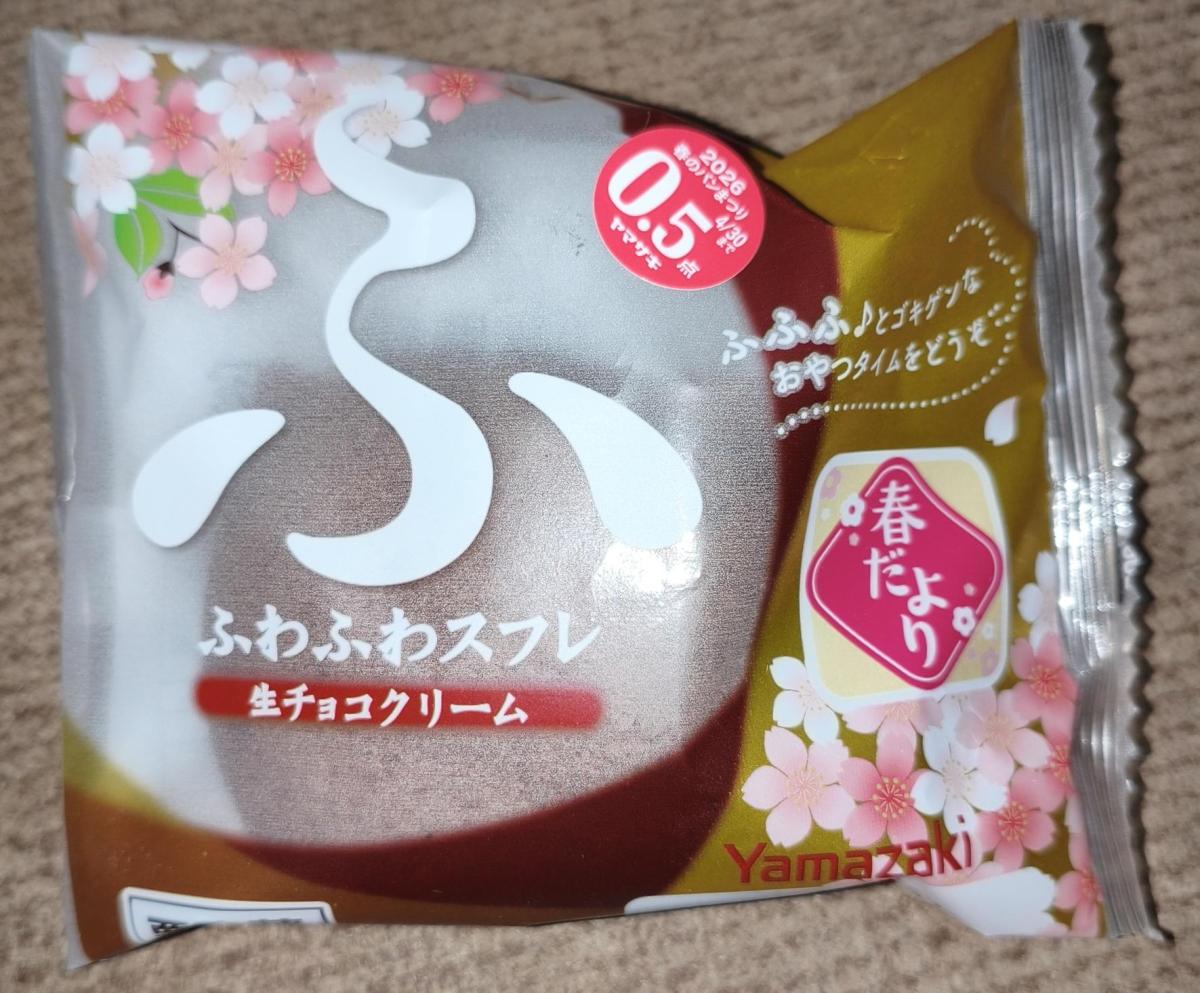 ふ
2026
春のパンまつり
4/30まで
0.5点
ヤマザキ
ふふふ♪とゴキゲンな
おやつタイムをどうぞ
春だより
ふわふわスフレ
生チョコクリーム
Yamazaki